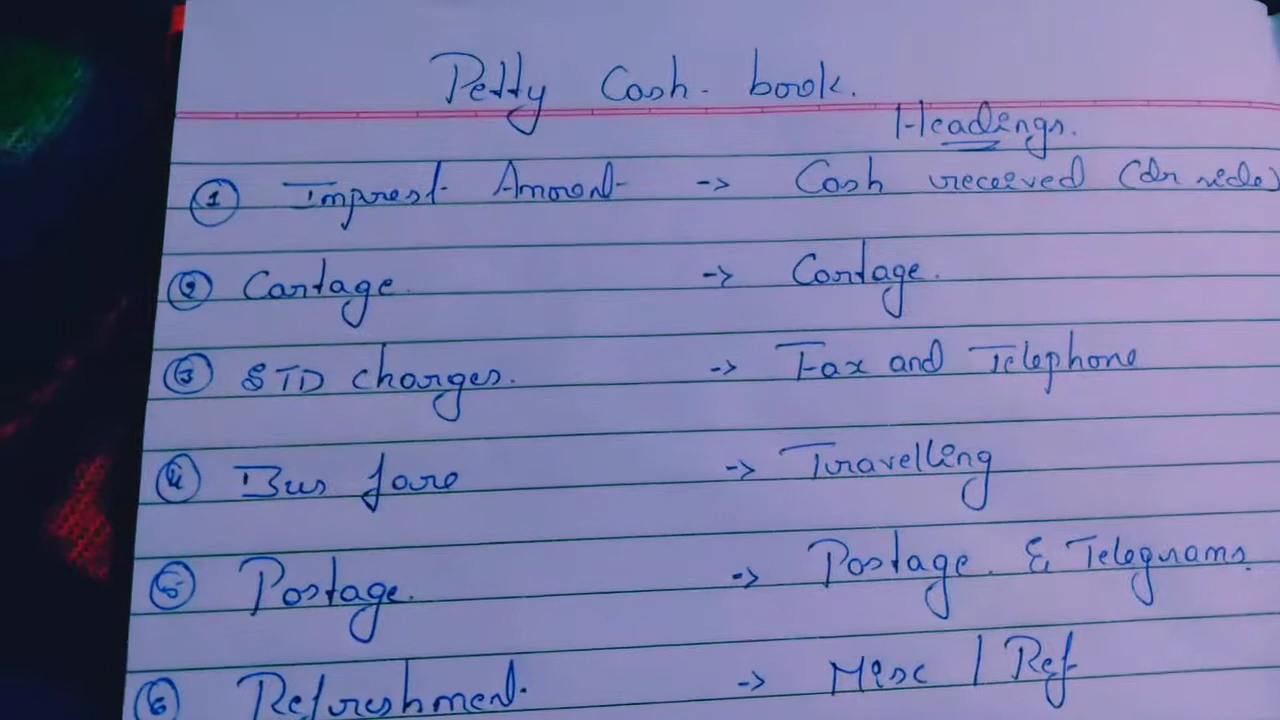 Petty Cash - book.
Headings.
① Imprest Amount -> Cash received (dr side)
② Cartage. -> Cartage.
③ STD charges. -> Fax and Telephone
④ Bus fare -> Travelling
⑤ Postage. -> Postage. & Telegrams.
⑥ Refreshment. -> Misc / Ref